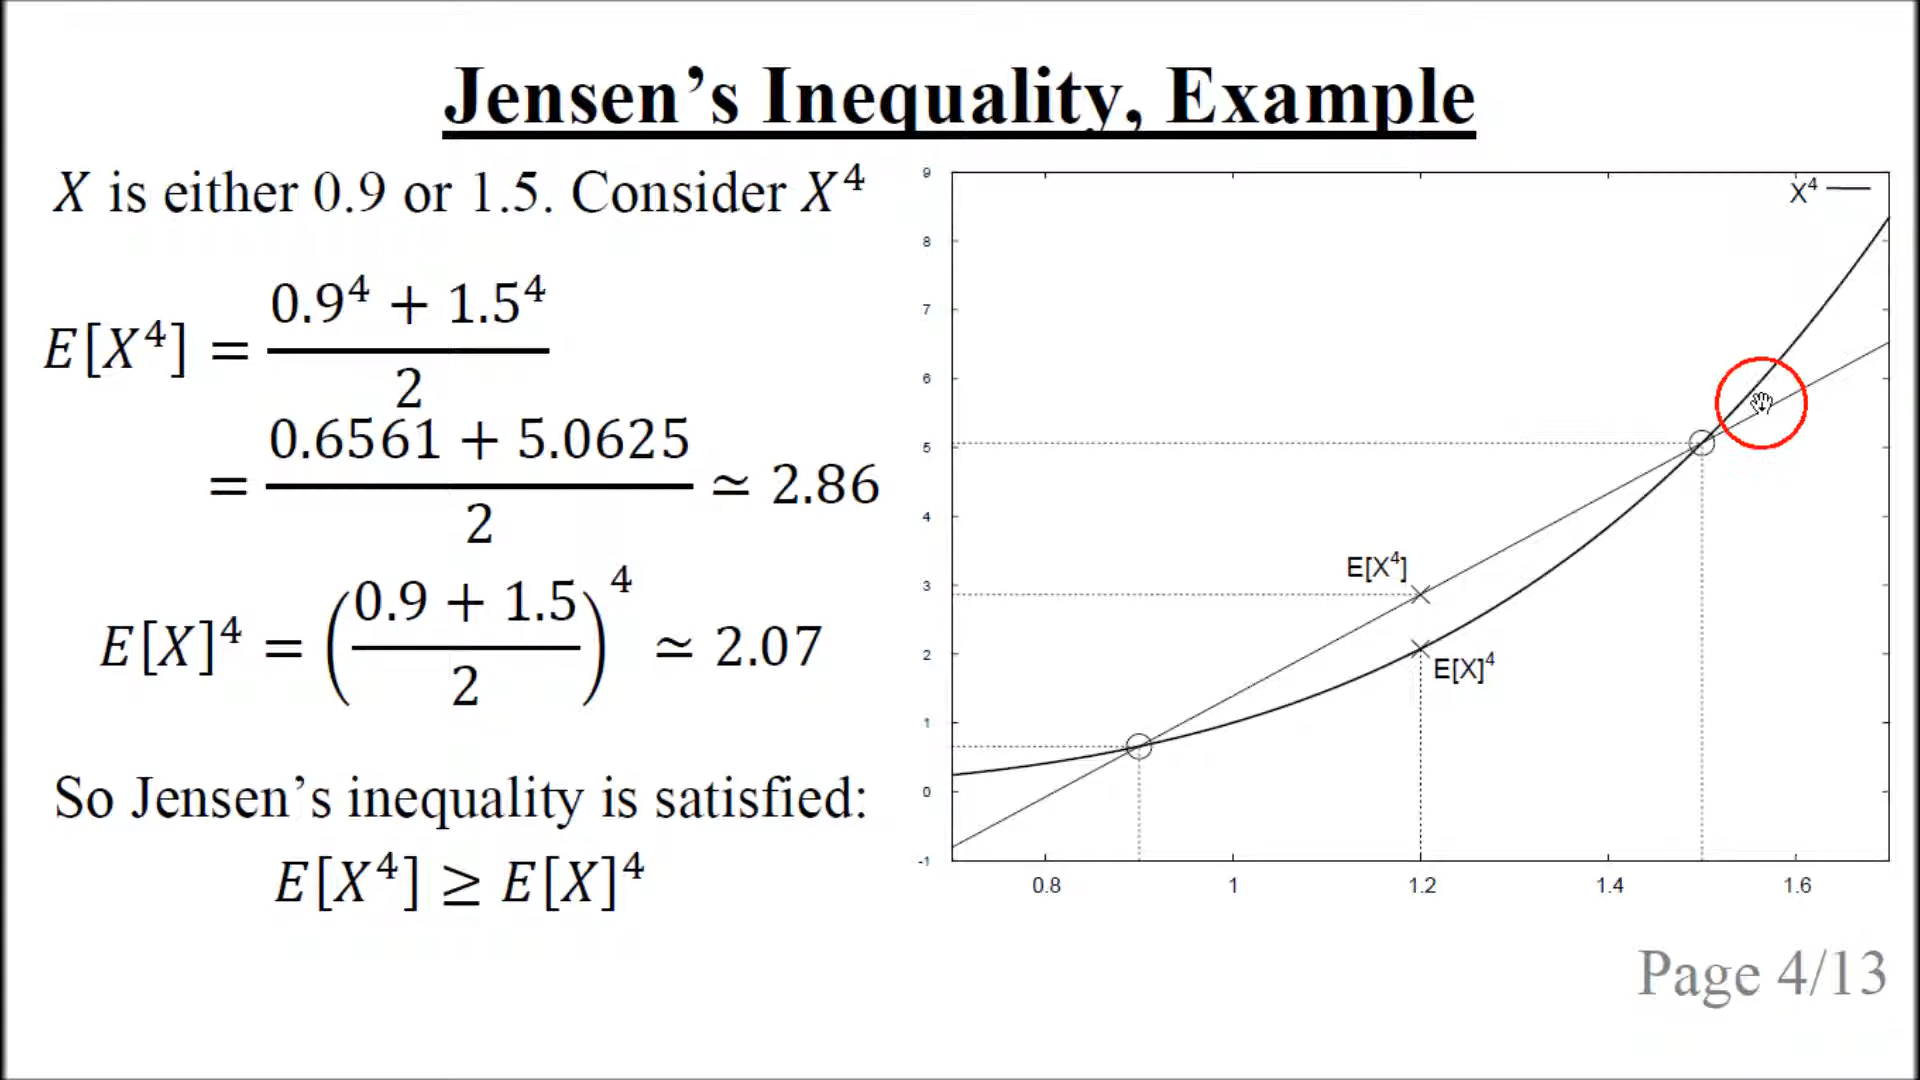 Jensen’s Inequality, Example
X is either 0.9 or 1.5. Consider X⁴
E[X⁴] = (0.9⁴ + 1.5⁴)/2
= (0.6561 + 5.0625)/2 ≃ 2.86
E[X]⁴ = ((0.9 + 1.5)/2)⁴ ≃ 2.07
So Jensen’s inequality is satisfied:
E[X⁴] ≥ E[X]⁴
X⁴
9
8
7
6
5
4
3
2
1
0
-1
E[X⁴]
E[X]⁴
0.8 1 1.2 1.4 1.6
Page 4/13